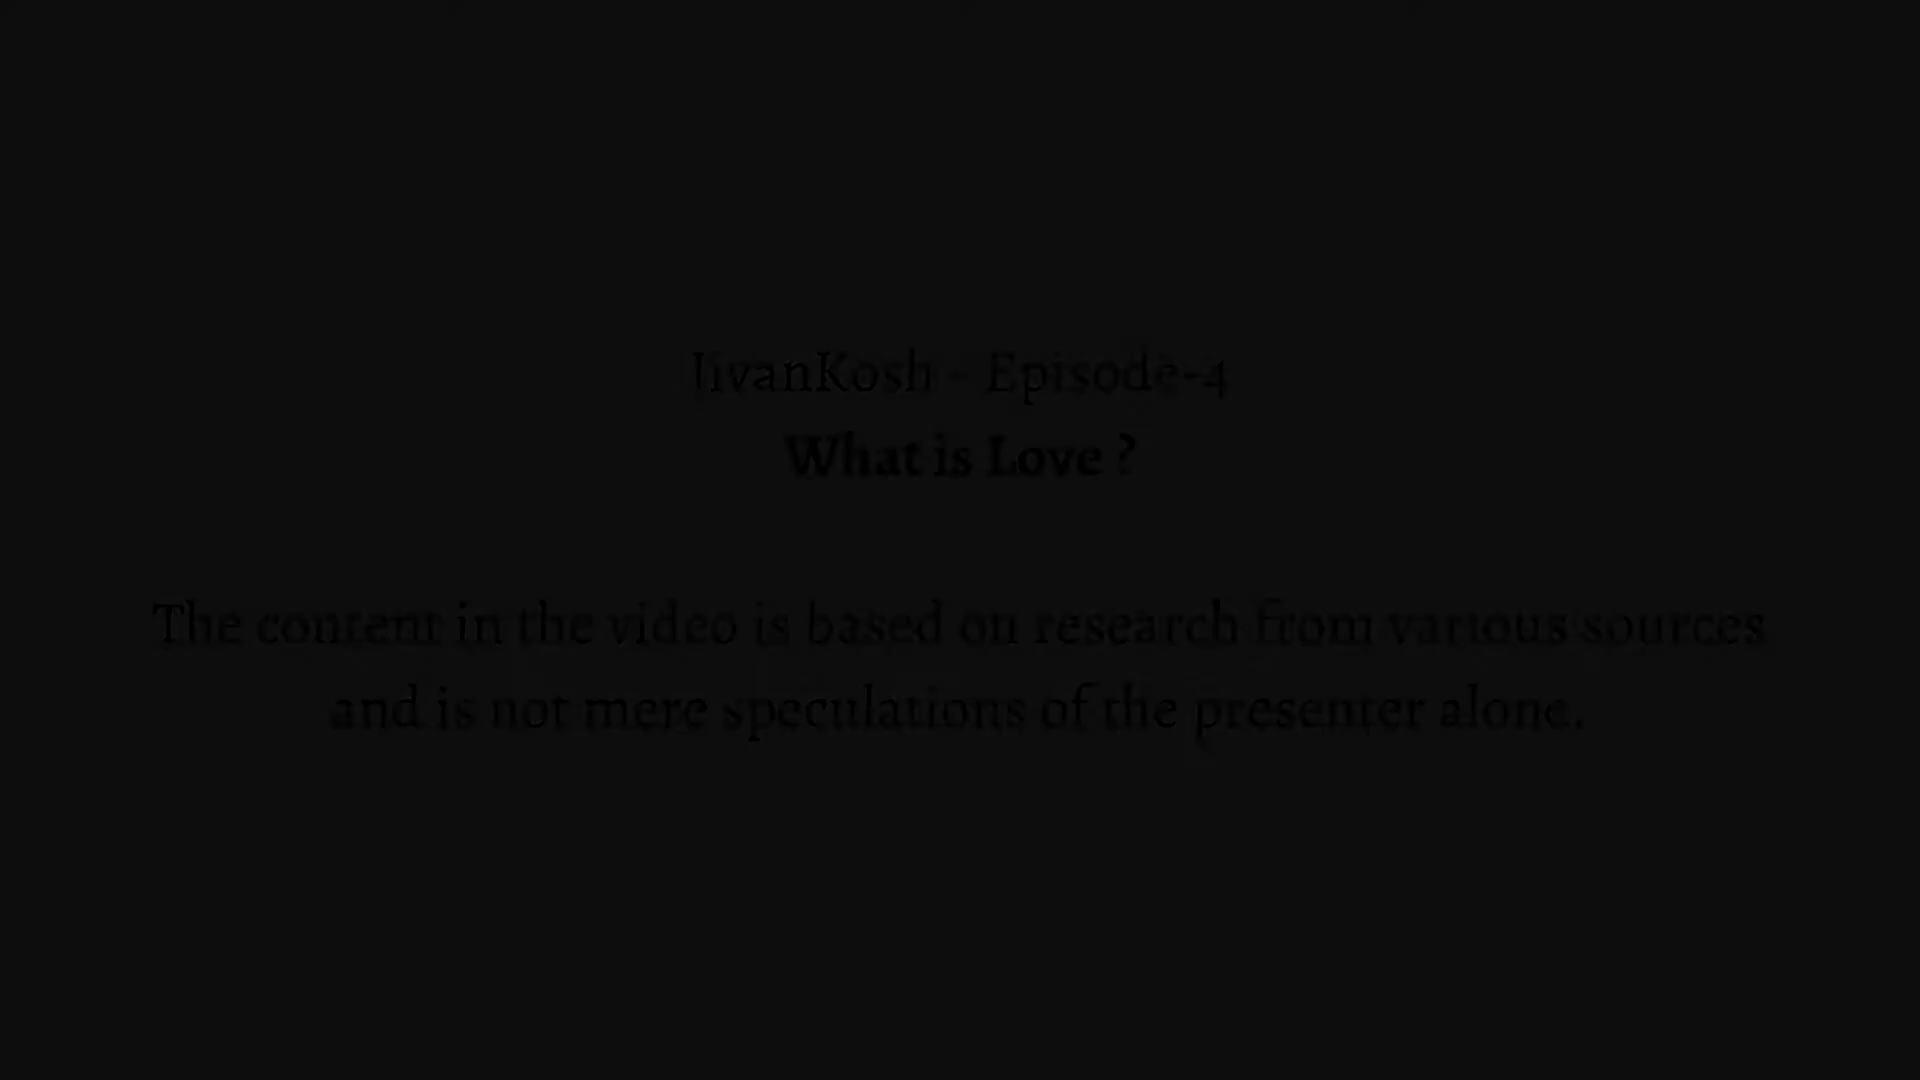 JivanKosh - Episode-4
What is Love ?
The content in the video is based on research from various sources
and is not mere speculations of the presenter alone.